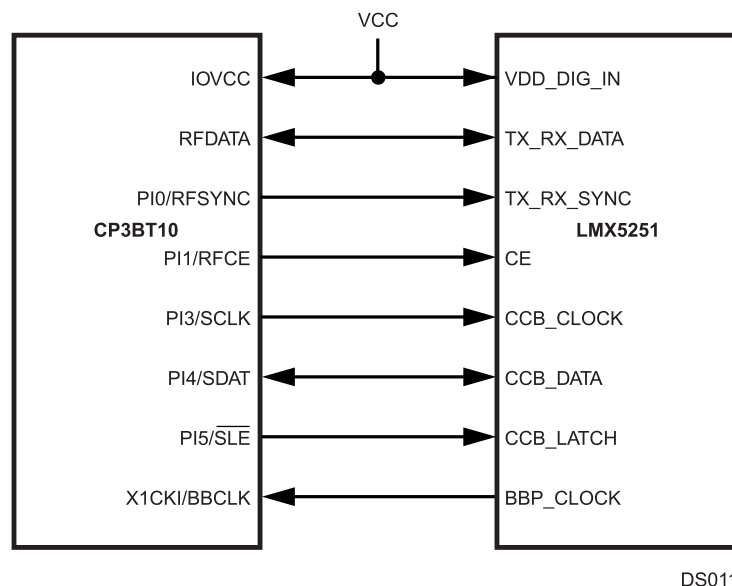 VCC
IOVCC VDD_DIG_IN
RFDATA TX_RX_DATA
PI0/RFSYNC TX_RX_SYNC
CP3BT10 LMX5251
PI1/RFCE CE
PI3/SCLK CCB_CLOCK
PI4/SDAT CCB_DATA
PI5/SLE CCB_LATCH
X1CKI/BBCLK BBP_CLOCK